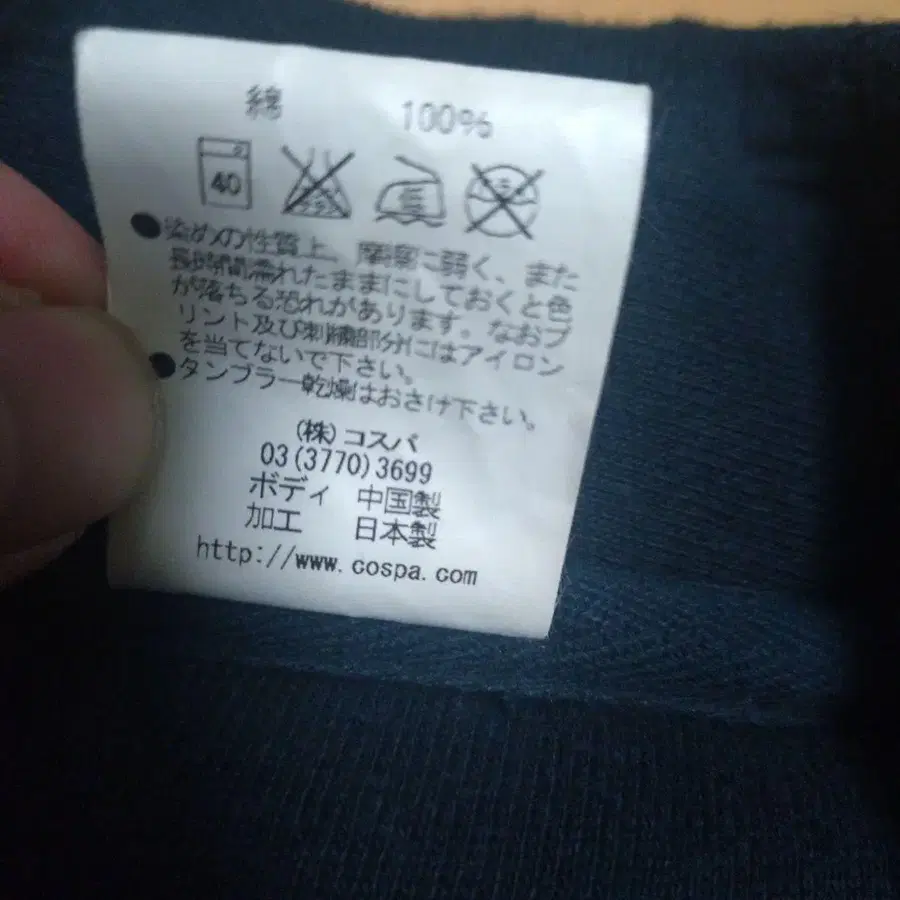 綿 100%
40
●染めの性質上、摩擦に弱く、また
長時間濡れたままにしておくと色
が落ちる恐れがあります。なおプ
リント及び刺繍部分にはアイロン
を当てないで下さい。
●タンブラー乾燥はおさけ下さい。
(株)コスパ
03(3770)3699
ボディ 中国製
加工 日本製
http://www.cospa.com